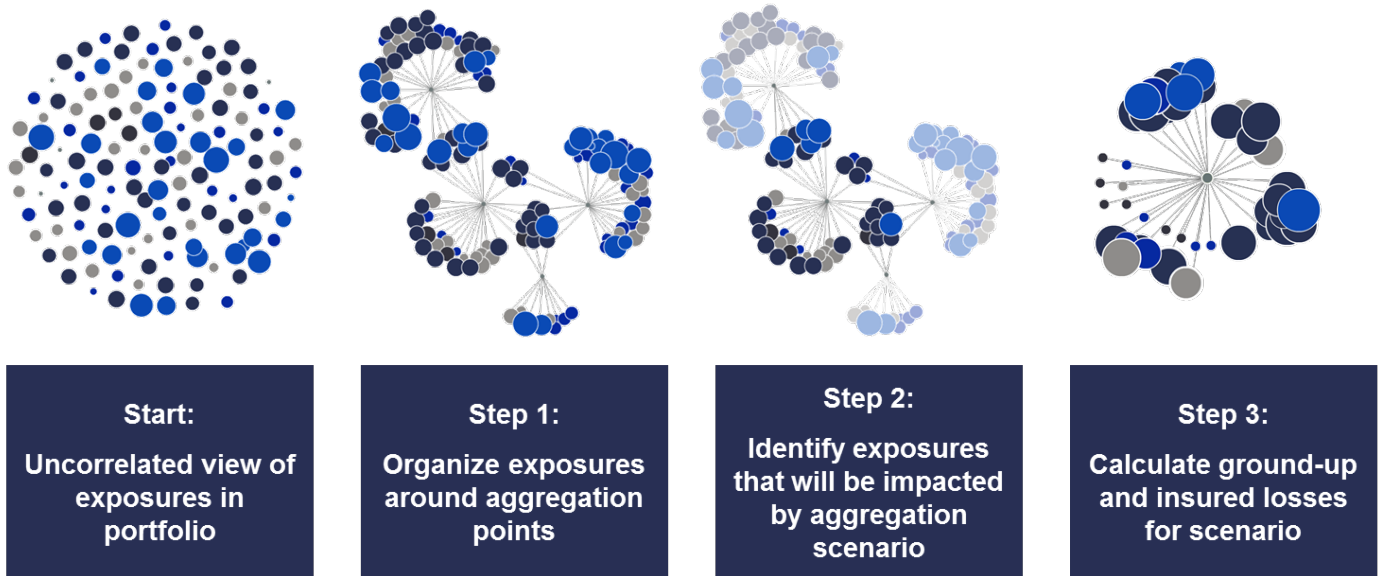 Start:
Uncorrelated view of
exposures in
portfolio
Step 1:
Organize exposures
around aggregation
points
Step 2:
Identify exposures
that will be impacted
by aggregation
scenario
Step 3:
Calculate ground-up
and insured losses
for scenario